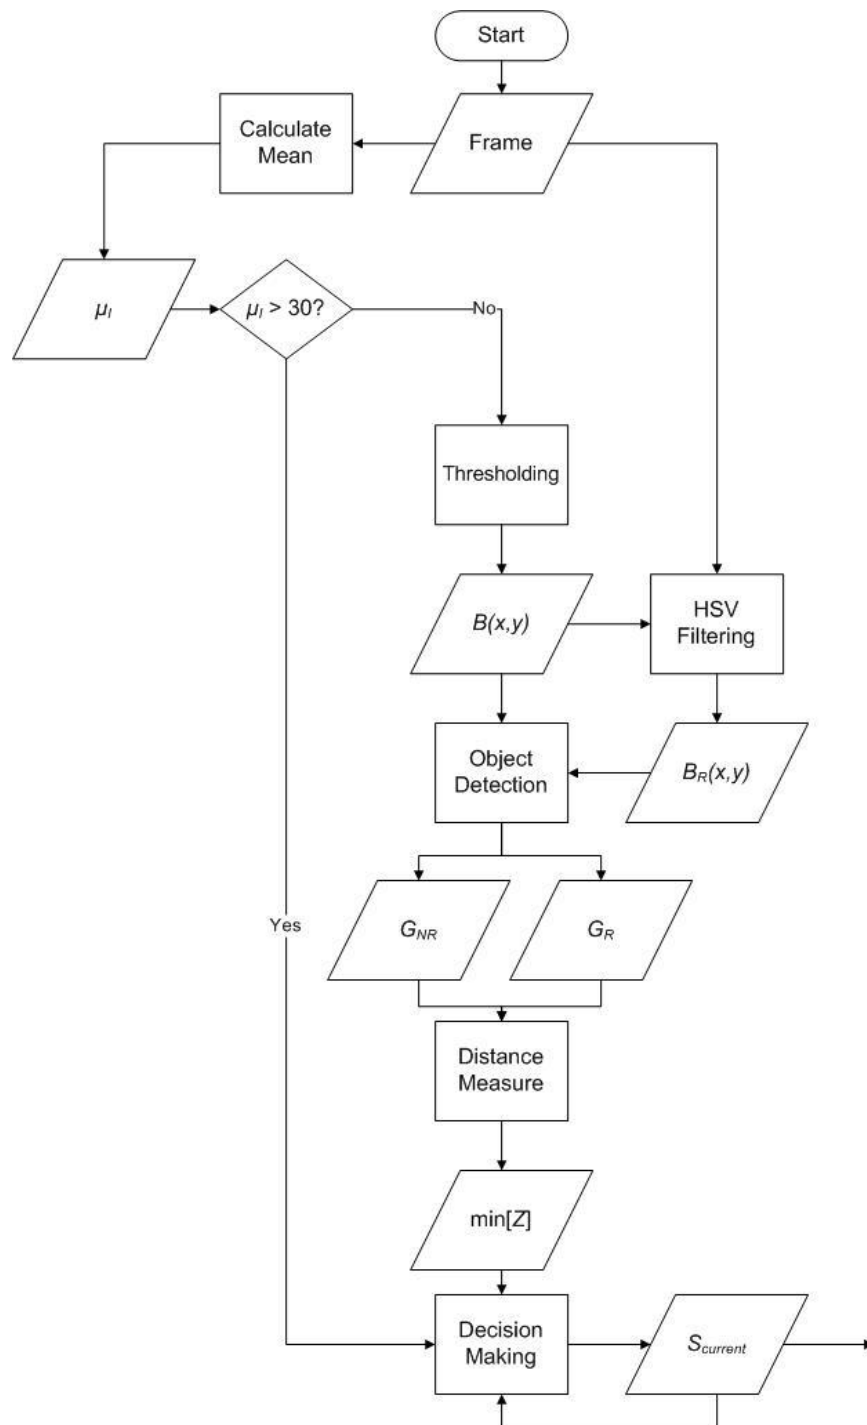 Start
Calculate
Mean
Frame
μI
μI > 30?
No
Thresholding
B(x,y)
HSV
Filtering
Object
Detection
BR(x,y)
Yes
GNR
GR
Distance
Measure
min[Z]
Decision
Making
Scurrent